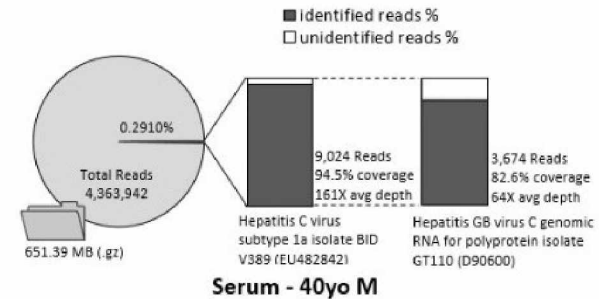 identified reads %
unidentified reads %
0.2910%
Total Reads
4,363,942
651.39 MB (.gz)
9,024 Reads
94.5% coverage
161X avg depth
Hepatitis C virus
subtype 1a isolate BID
V389 (EU482842)
3,674 Reads
82.6% coverage
64X avg depth
Hepatitis GB virus C genomic
RNA for polyprotein isolate
GT110 (D90600)
Serum - 40yo M